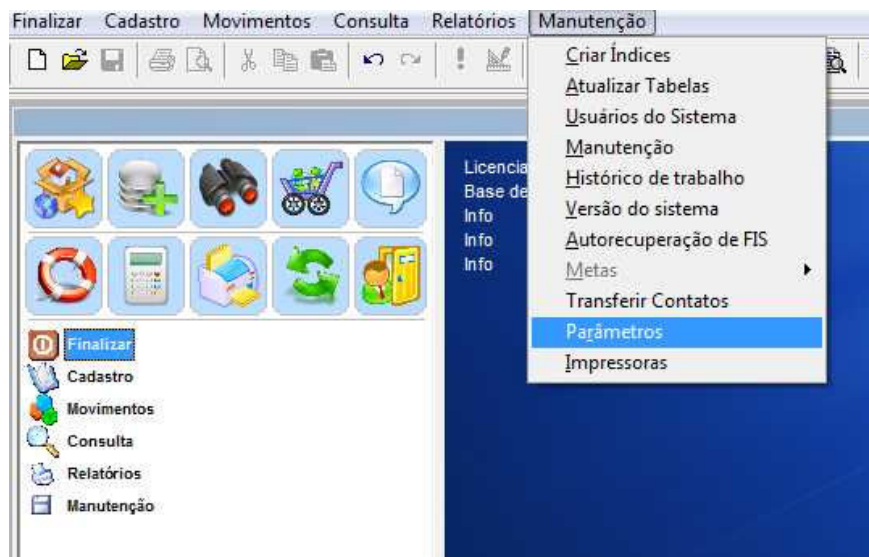 Finalizar Cadastro Movimentos Consulta Relatórios Manutenção
Criar Índices
Atualizar Tabelas
Usuários do Sistema
Manutenção
Histórico de trabalho
Versão do sistema
Autorecuperação de FIS
Metas
Transferir Contatos
Parâmetros
Impressoras
Licencia
Base de
Info
Info
Info
Finalizar
Cadastro
Movimentos
Consulta
Relatórios
Manutenção